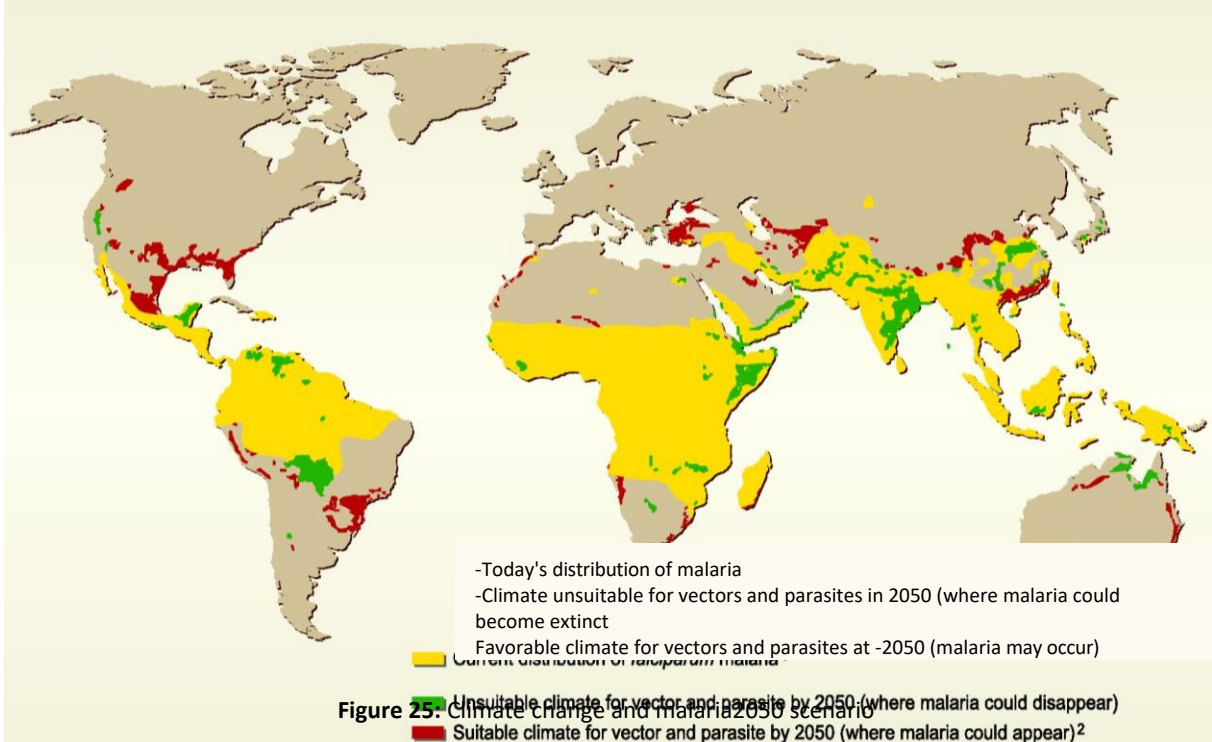 -Today's distribution of malaria
-Climate unsuitable for vectors and parasites in 2050 (where malaria could
become extinct
Favorable climate for vectors and parasites at -2050 (malaria may occur)
Current distribution of falciparum malaria
Unsuitable climate for vector and parasite by 2050 (where malaria could disappear)
Figure 25: Climate change and malaria2050 scenario
Suitable climate for vector and parasite by 2050 (where malaria could appear)²